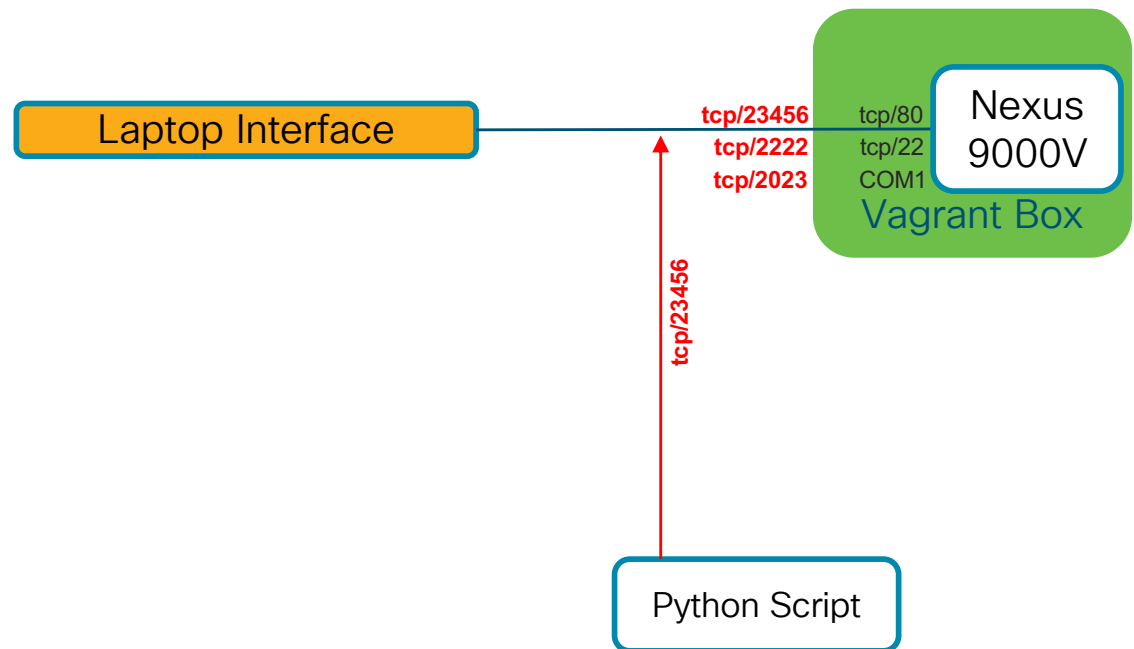 Laptop Interface
tcp/23456
tcp/2222
tcp/2023
tcp/80
tcp/22
COM1
Nexus
9000V
Vagrant Box
tcp/23456
Python Script